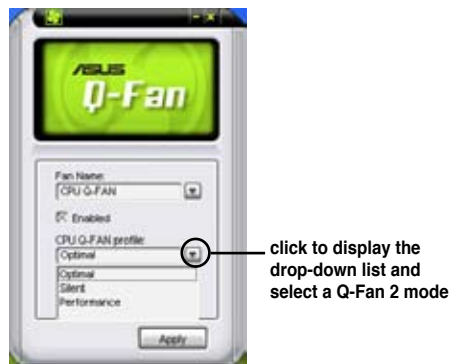 ASUS
Q-Fan
Fan Name:
CPU Q-FAN
Enabled
CPU Q-FAN profile:
Optimal
Optimal
Silent
Performance
Apply
click to display the
drop-down list and
select a Q-Fan 2 mode